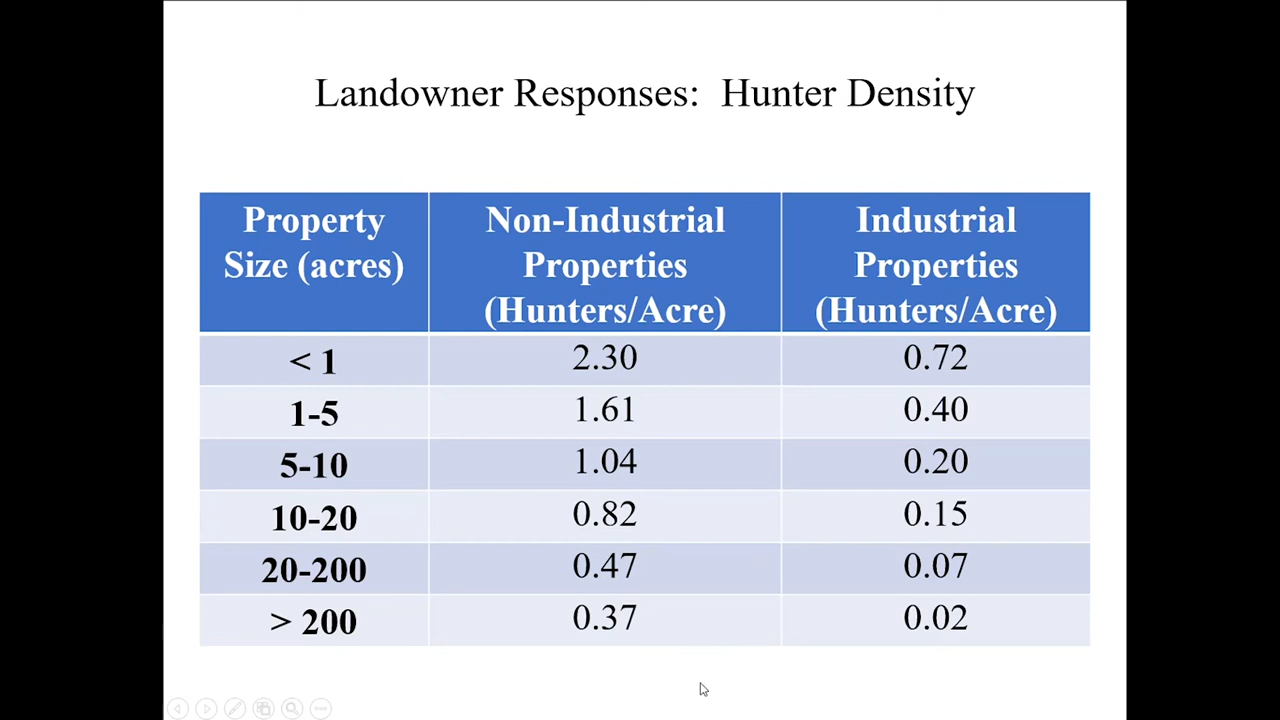 Landowner Responses:  Hunter Density
Property Size (acres)
Non-Industrial Properties (Hunters/Acre)
Industrial Properties (Hunters/Acre)
< 1 2.30 0.72
1-5 1.61 0.40
5-10 1.04 0.20
10-20 0.82 0.15
20-200 0.47 0.07
> 200 0.37 0.02